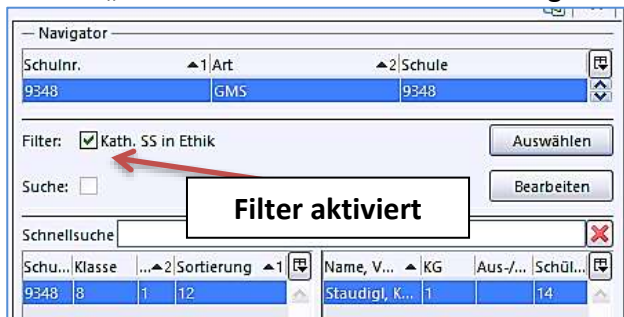 Navigator
Schulnr. ▲1 Art ▲2 Schule
9348 GMS 9348
Filter: Kath. SS in Ethik Auswählen
Suche: Bearbeiten
Filter aktiviert
Schnellsuche
Schu... Klasse ...▲2 Sortierung ▲1 Name, V... ▲ KG Aus-/... Schül...
9348 8 1 12 Staudigl, K... 1 14